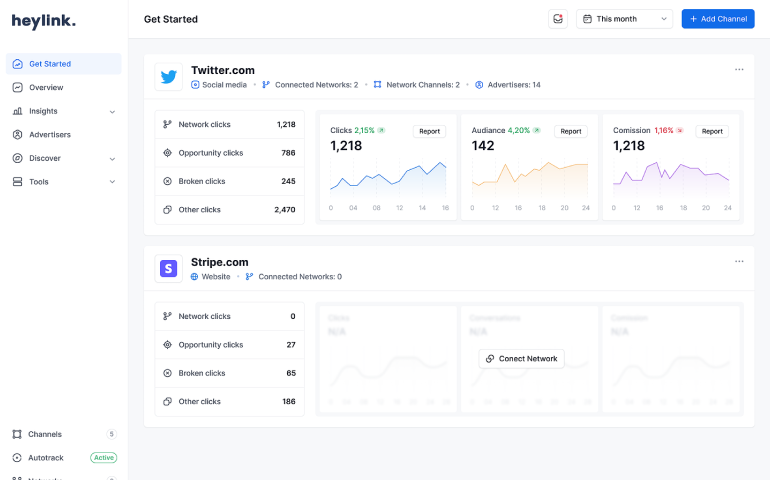 heylink.
Get Started
This month
+ Add Channel
Get Started
Overview
Insights
Advertisers
Discover
Tools
Channels 5
Autotrack Active
Twitter.com
Social media • Connected Networks: 2 • Network Channels: 2 • Advertisers: 14
Network clicks 1,218
Opportunity clicks 786
Broken clicks 245
Other clicks 2,470
Clicks 2,15% Report
1,218
0 04 08 12 14 16
Audiance 4,20% Report
142
0 12 16 18 20 24
Comission 1,16% Report
1,218
0 12 16 18 20 24
S
Stripe.com
Website • Connected Networks: 0
Network clicks 0
Opportunity clicks 27
Broken clicks 65
Other clicks 186
Clicks
N/A
Conversations
N/A
Comission
N/A
Conect Network